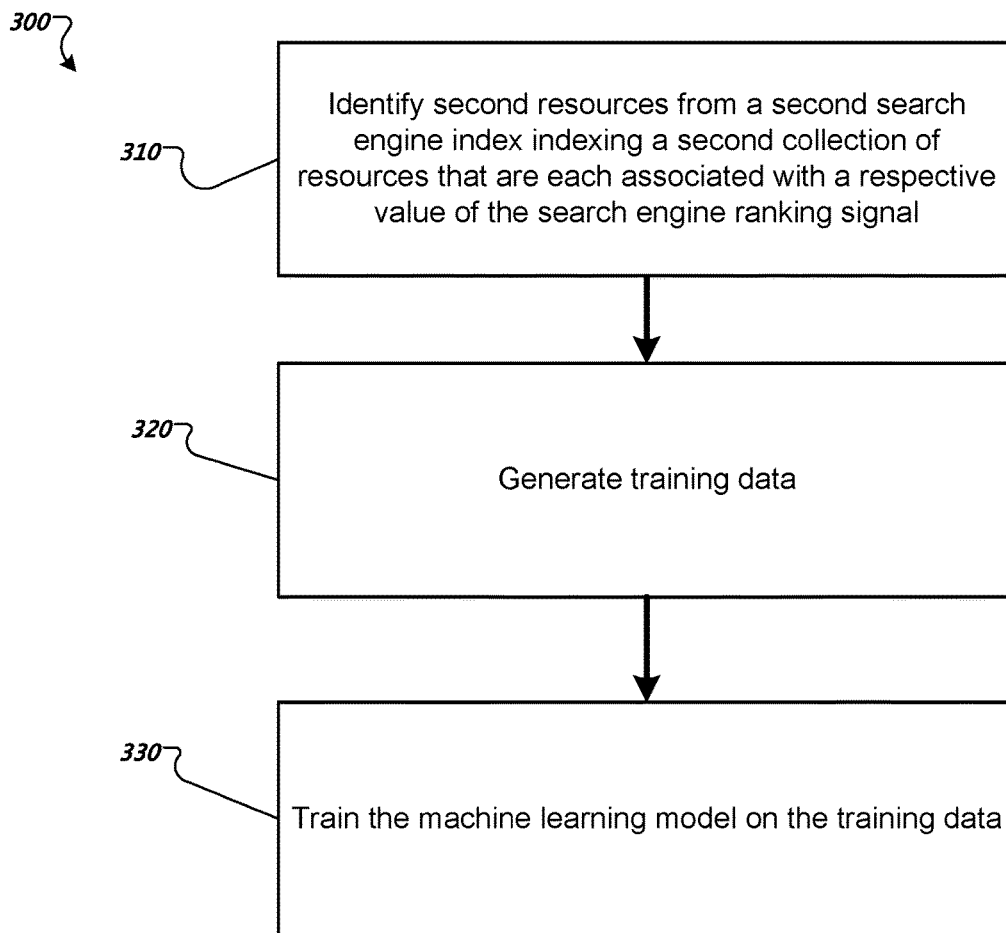 300
310
Identify second resources from a second search
engine index indexing a second collection of
resources that are each associated with a respective
value of the search engine ranking signal
320
Generate training data
330
Train the machine learning model on the training data